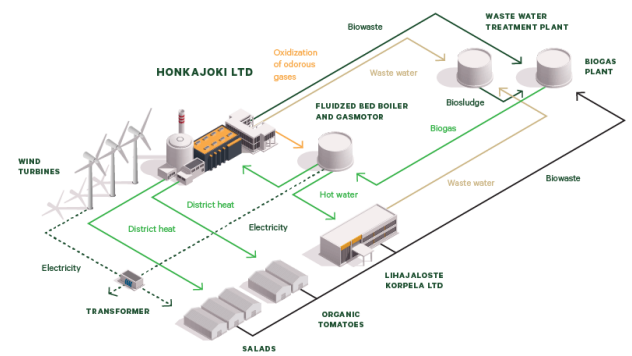 WASTE WATER
TREATMENT PLANT
Biowaste
Oxidization
of odorous
gases
HONKAJOKI LTD
Waste water
BIOGAS
PLANT
FLUIDZED BED BOILER
AND GASMOTOR
Biosludge
Biogas
WIND
TURBINES
Waste water
Biowaste
Hot water
District heat
Electricity
District heat
Electricity
LIHAJALOSTE
KORPELA LTD
TRANSFORMER
ORGANIC
TOMATOES
SALADS